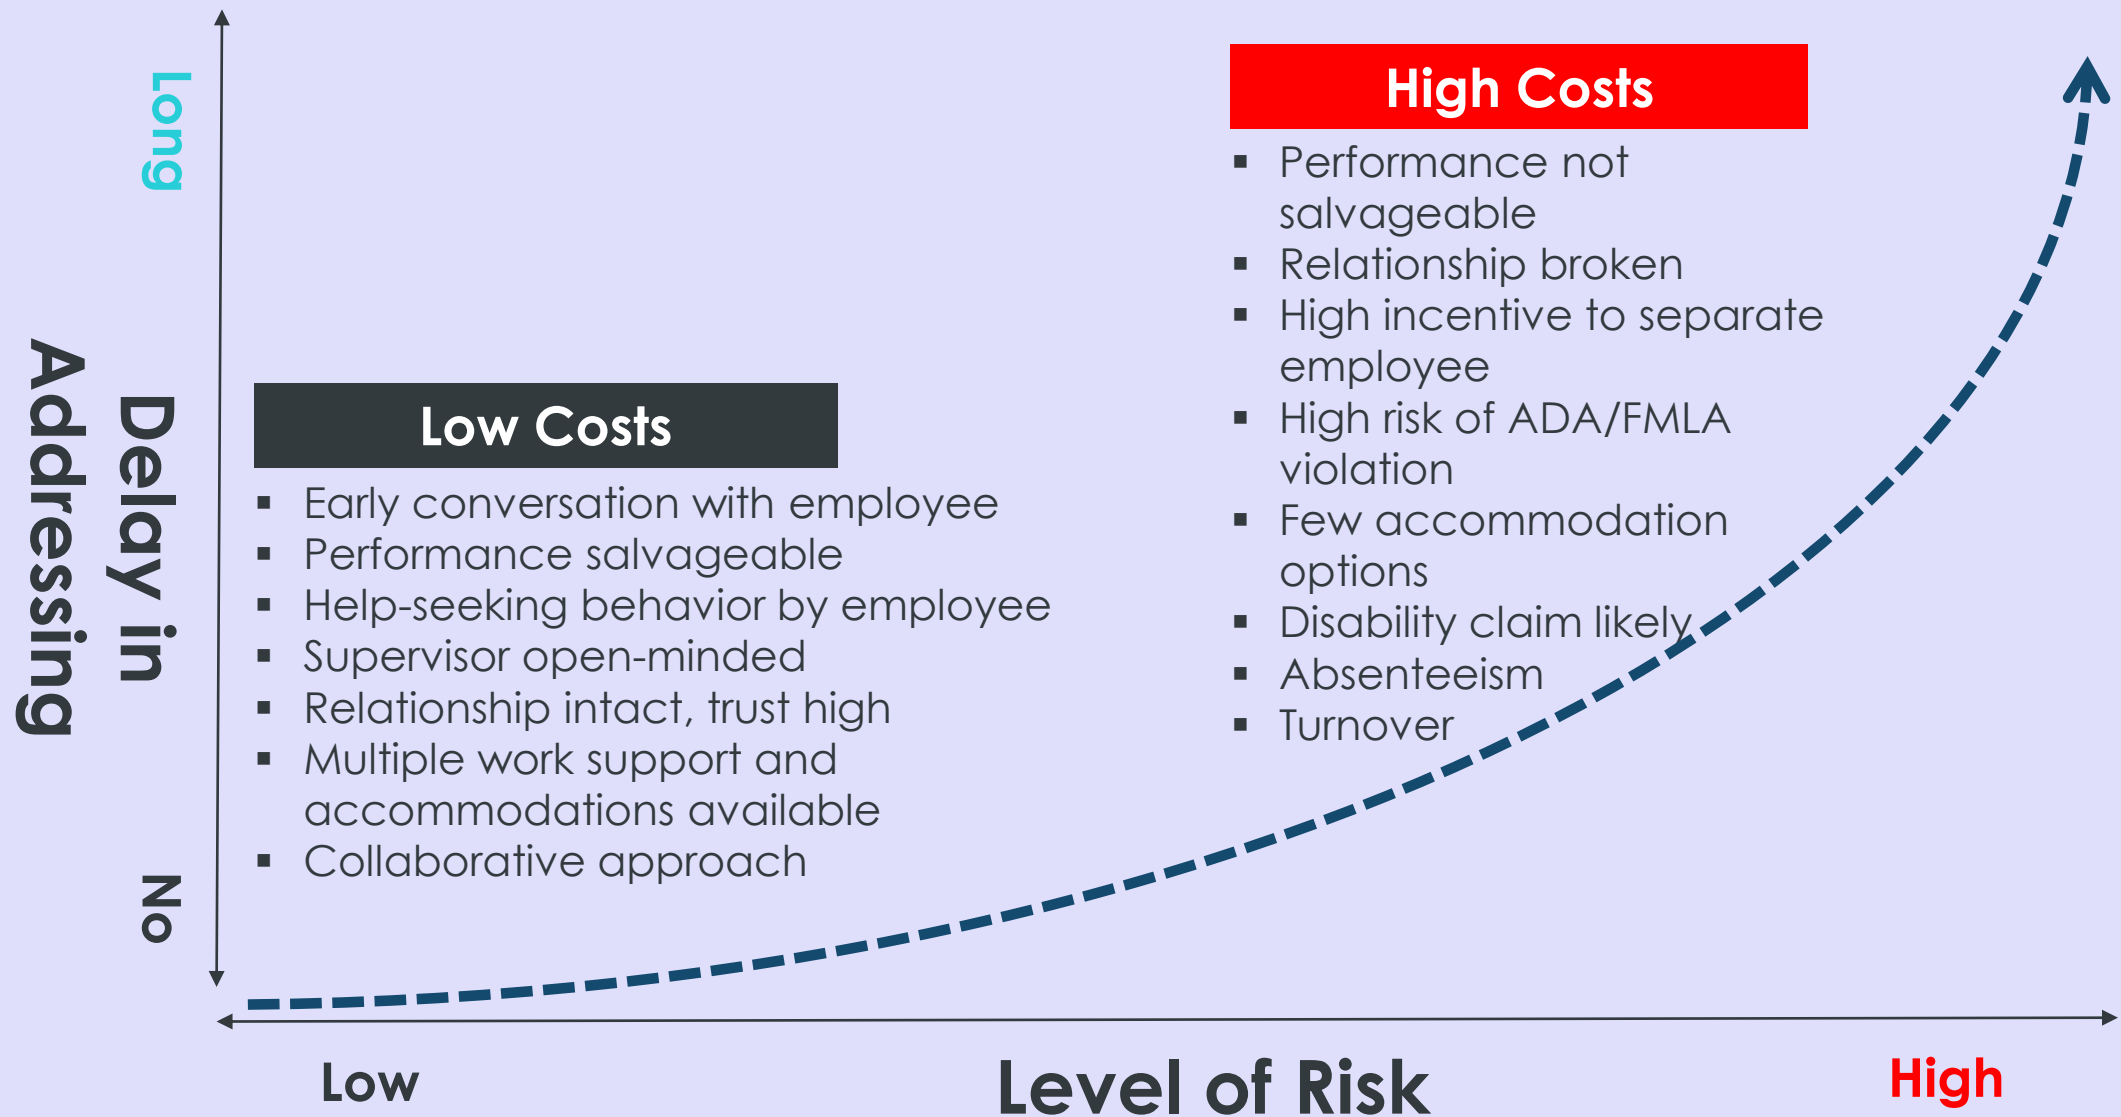 Long
Delay in
Addressing
No
Low Costs
▪ Early conversation with employee
▪ Performance salvageable
▪ Help-seeking behavior by employee
▪ Supervisor open-minded
▪ Relationship intact, trust high
▪ Multiple work support and
accommodations available
▪ Collaborative approach
High Costs
▪ Performance not
salvageable
▪ Relationship broken
▪ High incentive to separate
employee
▪ High risk of ADA/FMLA
violation
▪ Few accommodation
options
▪ Disability claim likely
▪ Absenteeism
▪ Turnover
Low
Level of Risk
High